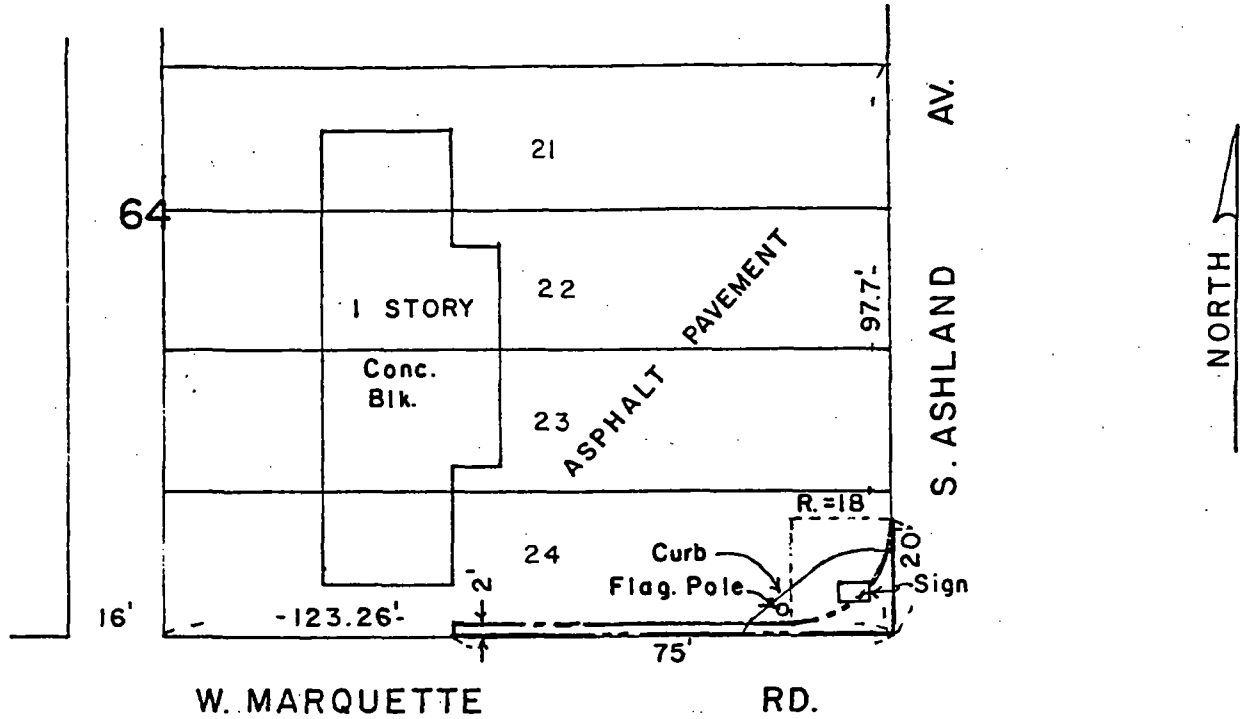 AV.
21
64
22
1 STORY
PAVEMENT
-97.7'-
NORTH
Conc.
Blk.
ASPHALT
23
S. ASHLAND
R.=18'
24
Curb
20'
2'
Flag. Pole
Sign
16'
-123.26'-
75'
W. MARQUETTE RD.